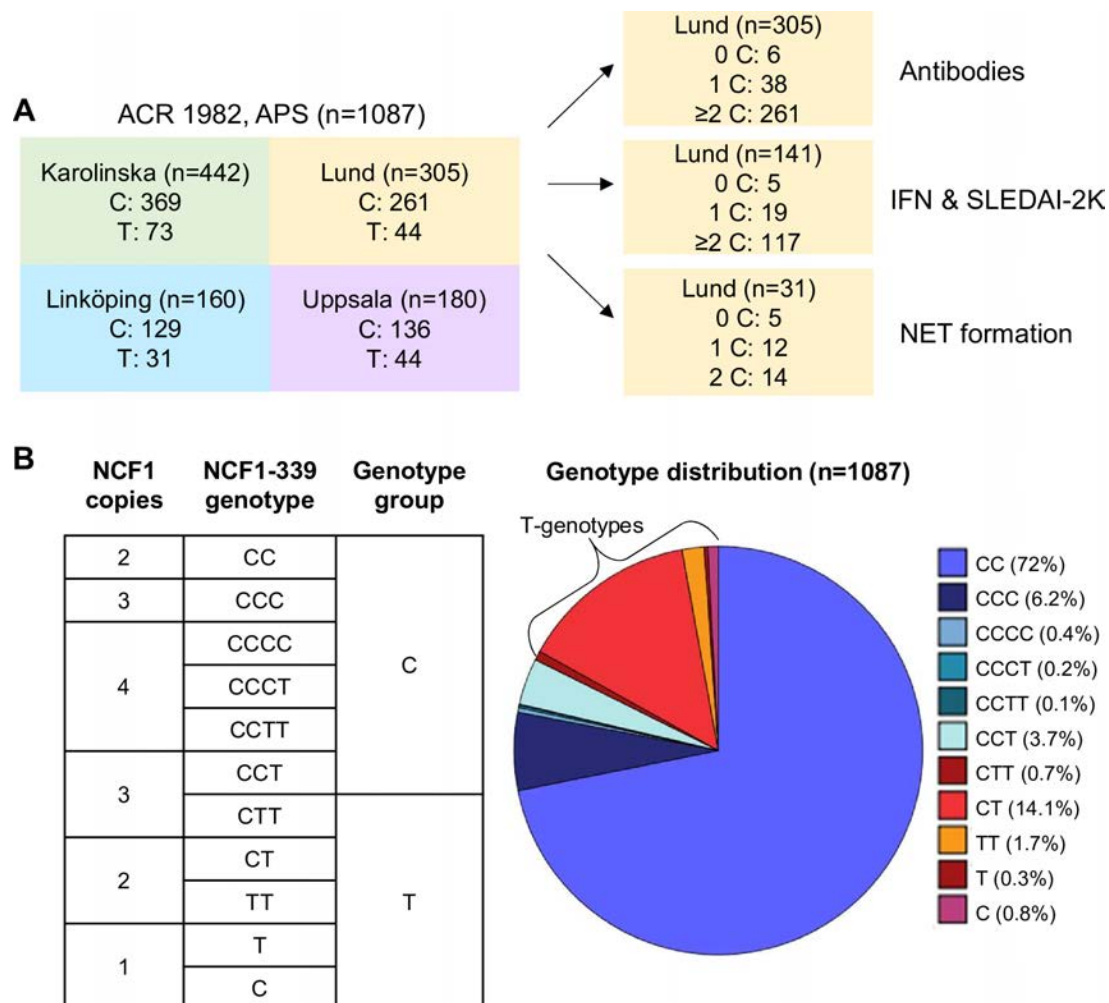 A
ACR 1982, APS (n=1087)
Karolinska (n=442)
C: 369
T: 73
Lund (n=305)
C: 261
T: 44
Linköping (n=160)
C: 129
T: 31
Uppsala (n=180)
C: 136
T: 44
Lund (n=305)
0 C: 6
1 C: 38
≥2 C: 261
Antibodies
Lund (n=141)
0 C: 5
1 C: 19
≥2 C: 117
IFN & SLEDAI-2K
Lund (n=31)
0 C: 5
1 C: 12
2 C: 14
NET formation
B
NCF1
copies
NCF1-339
genotype
Genotype
group
2
CC
C
3
CCC
4
CCCC
CCCT
CCTT
3
CCT
CTT
T
2
CT
TT
1
T
C
Genotype distribution (n=1087)
T-genotypes
CC (72%)
CCC (6.2%)
CCCC (0.4%)
CCCT (0.2%)
CCTT (0.1%)
CCT (3.7%)
CTT (0.7%)
CT (14.1%)
TT (1.7%)
T (0.3%)
C (0.8%)